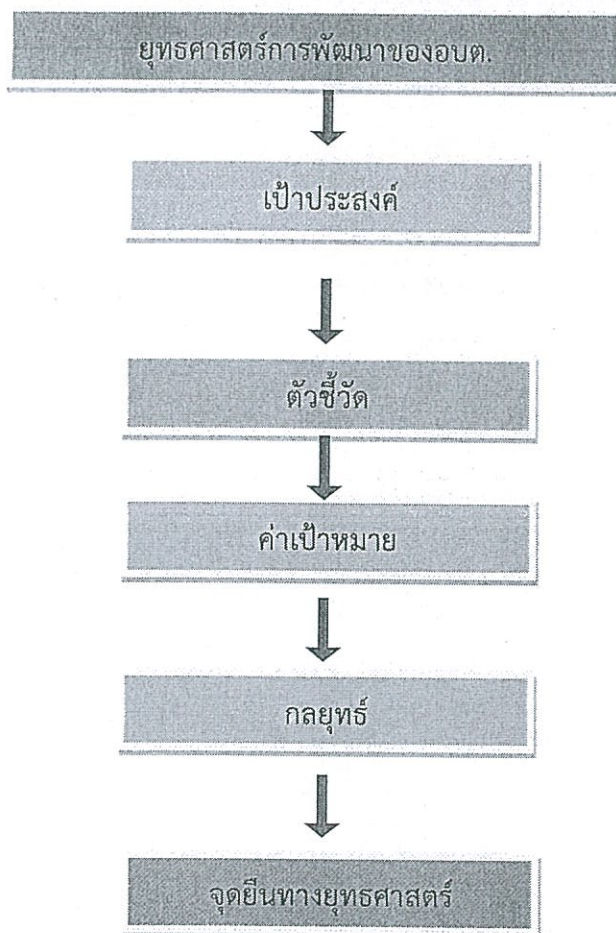 ยุทธศาสตร์การพัฒนาของอบต.
เป้าประสงค์
ตัวชี้วัด
ค่าเป้าหมาย
กลยุทธ์
จุดยืนทางยุทธศาสตร์